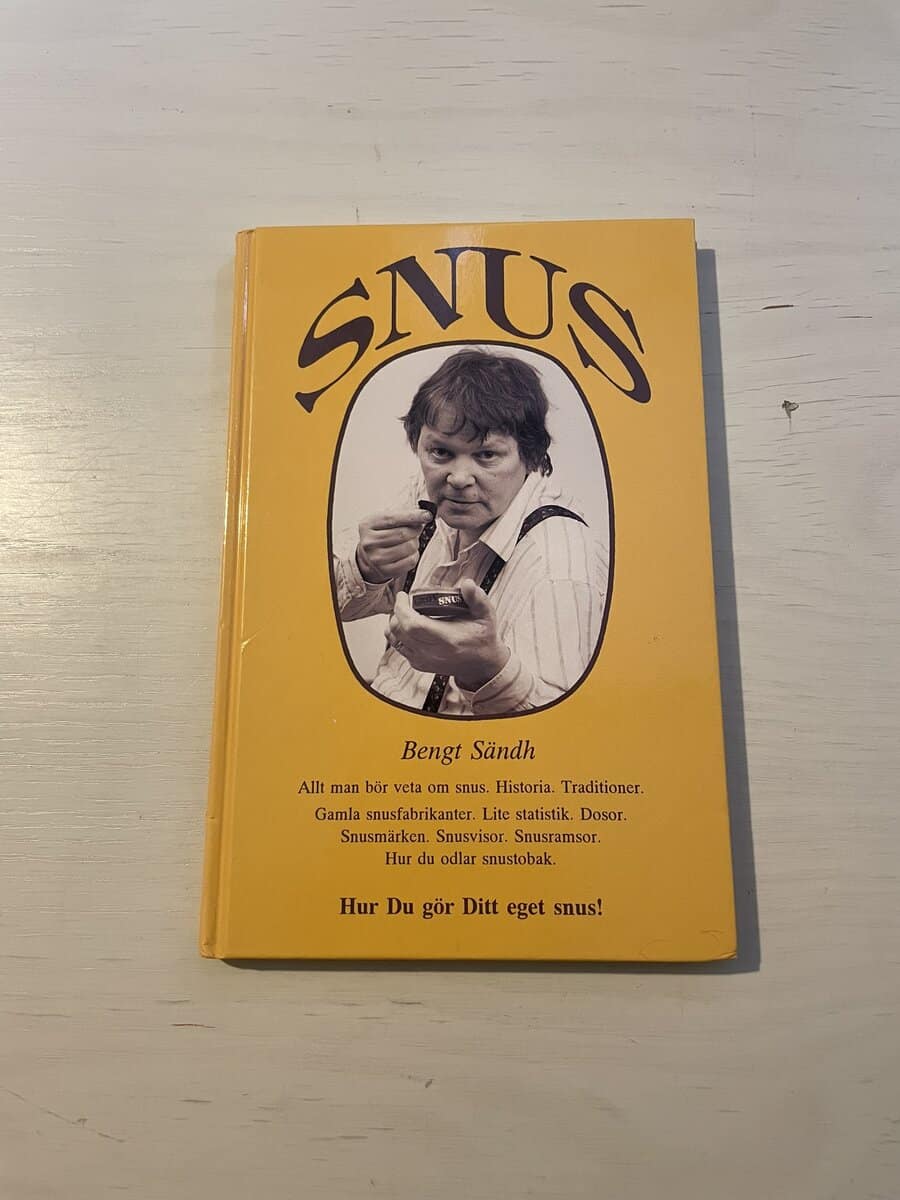 SNUS
SNUS
Bengt Sändh
Allt man bör veta om snus. Historia. Traditioner.
Gamla snusfabrikanter. Lite statistik. Dosor.
Snusmärken. Snusvisor. Snusramsor.
Hur du odlar snustobak.
Hur Du gör Ditt eget snus!